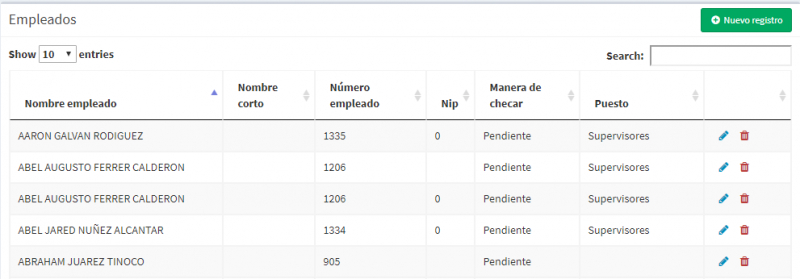 Empleados
Nuevo registro
Show 10 entries
Search:
Nombre empleado Nombre corto Número empleado Nip Manera de checar Puesto
AARON GALVAN RODIGUEZ 1335 0 Pendiente Supervisores
ABEL AUGUSTO FERRER CALDERON 1206 Pendiente Supervisores
ABEL AUGUSTO FERRER CALDERON 1206 0 Pendiente Supervisores
ABEL JARED NUÑEZ ALCANTAR 1334 0 Pendiente Supervisores
ABRAHAM JUAREZ TINOCO 905 Pendiente